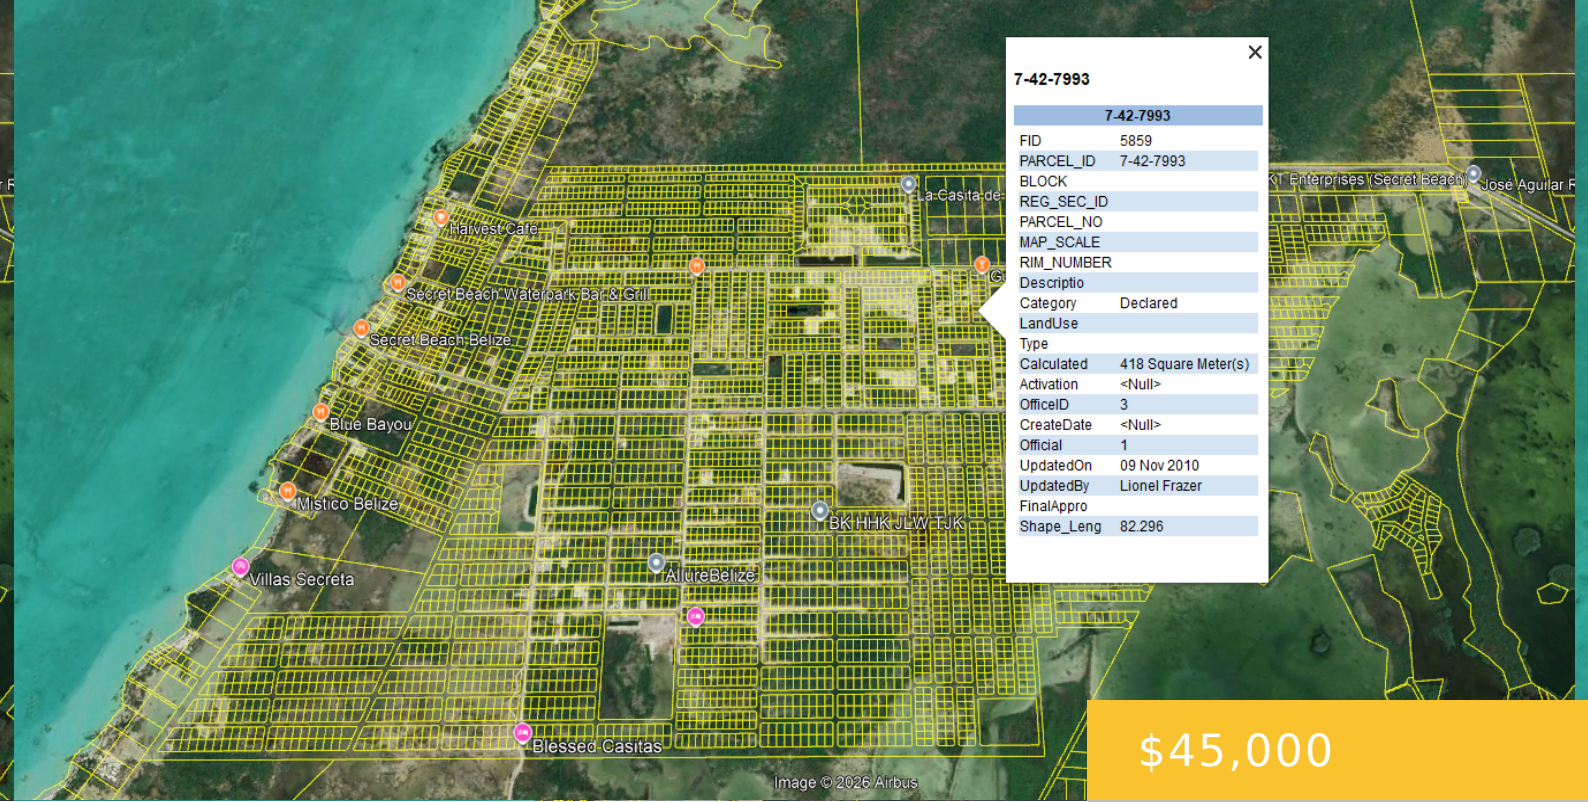 7-42-7993
7-42-7993
FID 5859
PARCEL_ID 7-42-7993
BLOCK
REG_SEC_ID
PARCEL_NO
MAP_SCALE
RIM_NUMBER
Descriptio
Category Declared
LandUse
Type
Calculated 418 Square Meter(s)
Activation <Null>
OfficeID 3
CreateDate <Null>
Official 1
UpdatedOn 09 Nov 2010
UpdatedBy Lionel Frazer
FinalAppro
Shape_Leng 82.296
KT Enterprises (Secret Beach)
José Aguilar R
La Casita de
Harvest Cafe
G
Secret Beach Waterpark Bar & Grill
Secret Beach Belize
Blue Bayou
Mistico Belize
BK HHK JLW TJK
AllureBelize
Villas Secreta
Blessed Casitas
Image © 2026 Airbus
$45,000